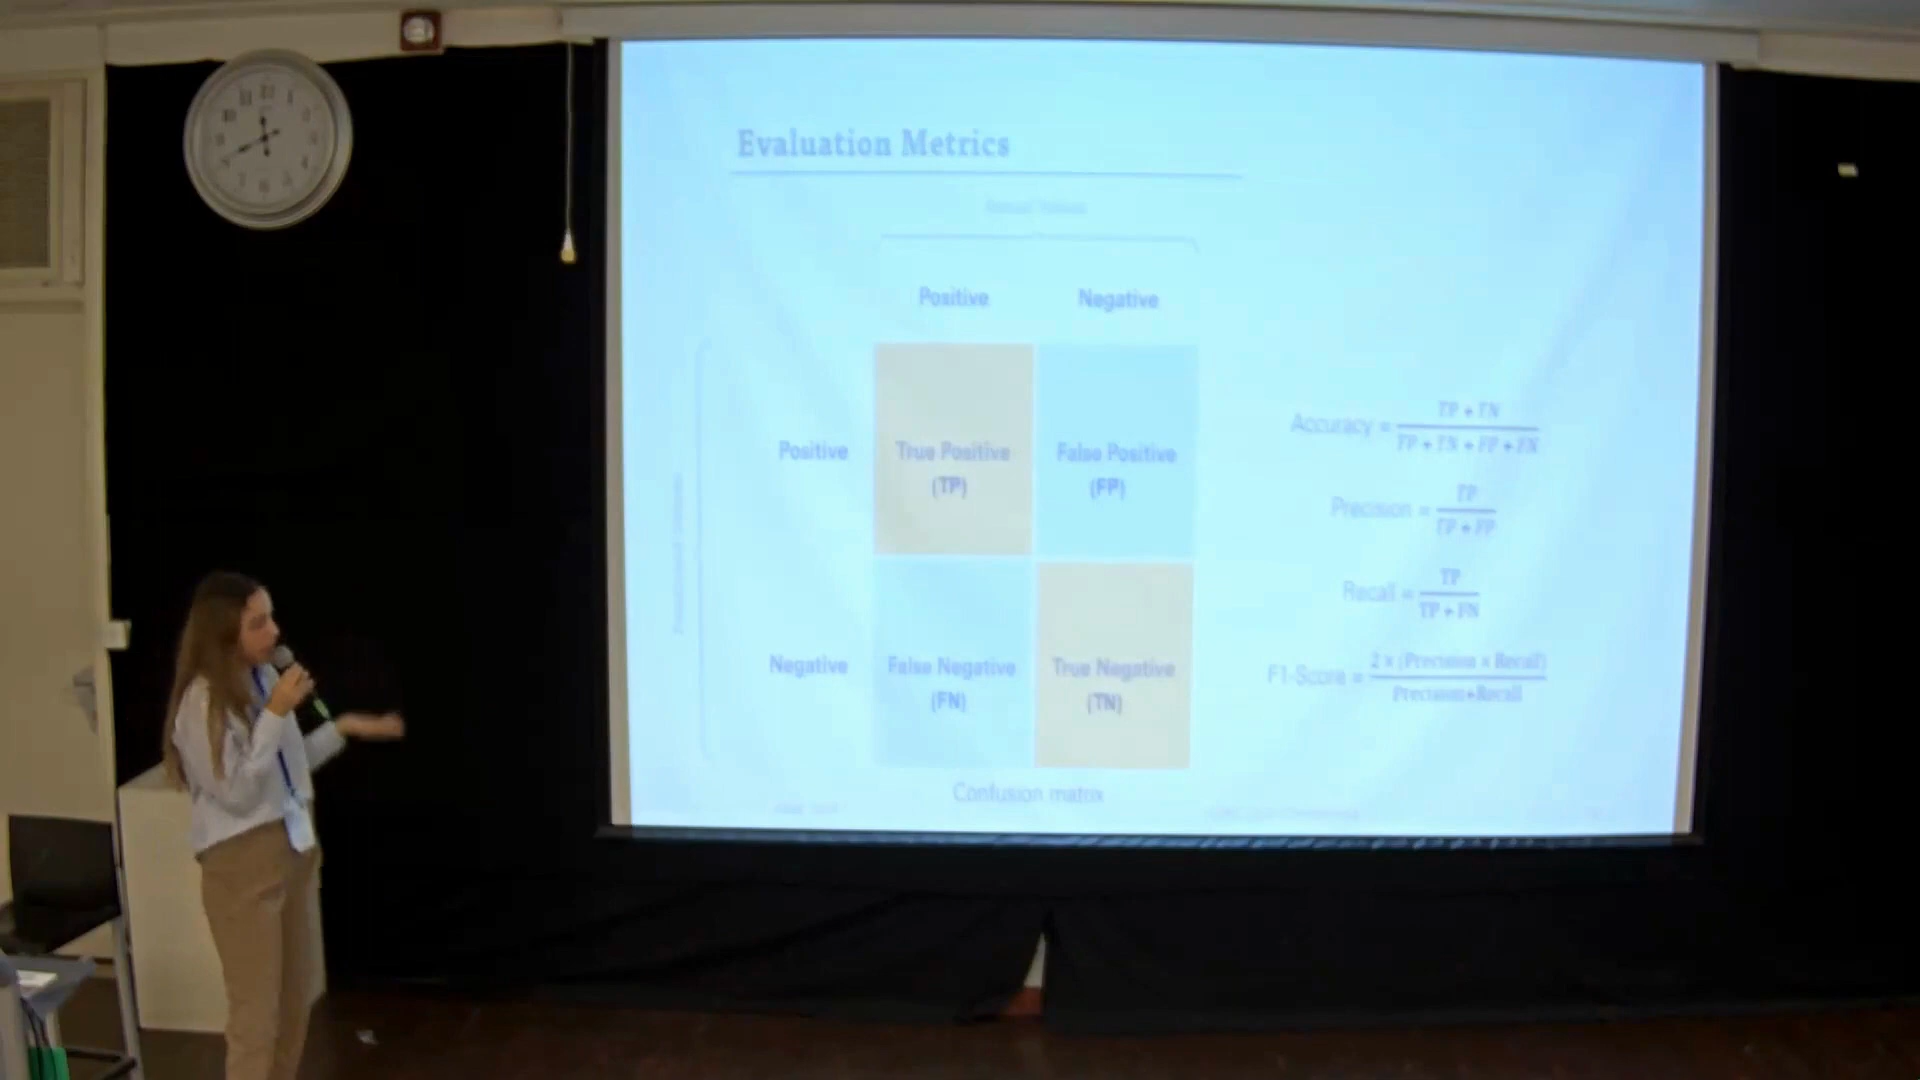 Evaluation Metrics
Positive Negative
Positive True Positive False Positive
(TP) (FP)
Negative False Negative True Negative
(FN) (TN)
Confusion matrix
Accuracy = TP + TN
TP + TN + FP + FN
Precision = TP
TP + FP
Recall = TP
TP + FN
F1-Score = 2 × (Precision × Recall)
Precision+Recall